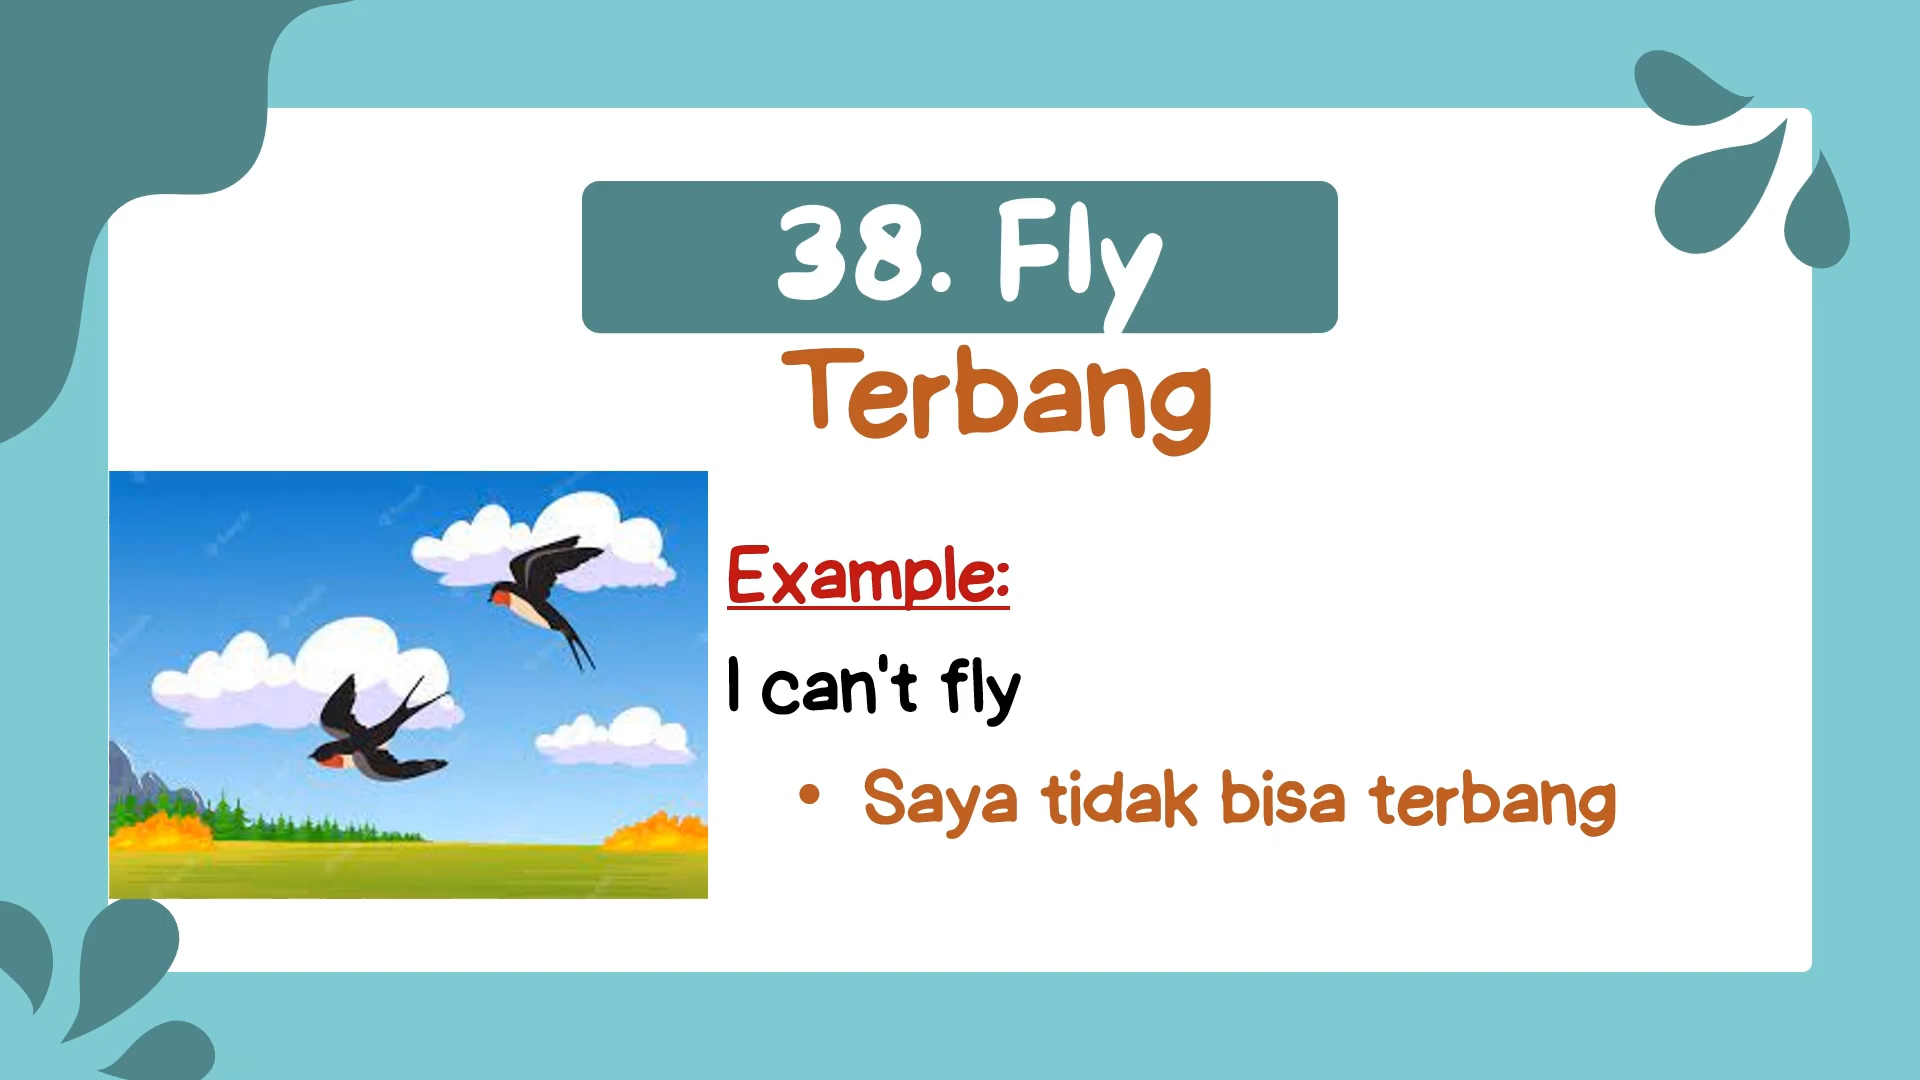 38. Fly
Terbang
Example:
I can't fly
• Saya tidak bisa terbang